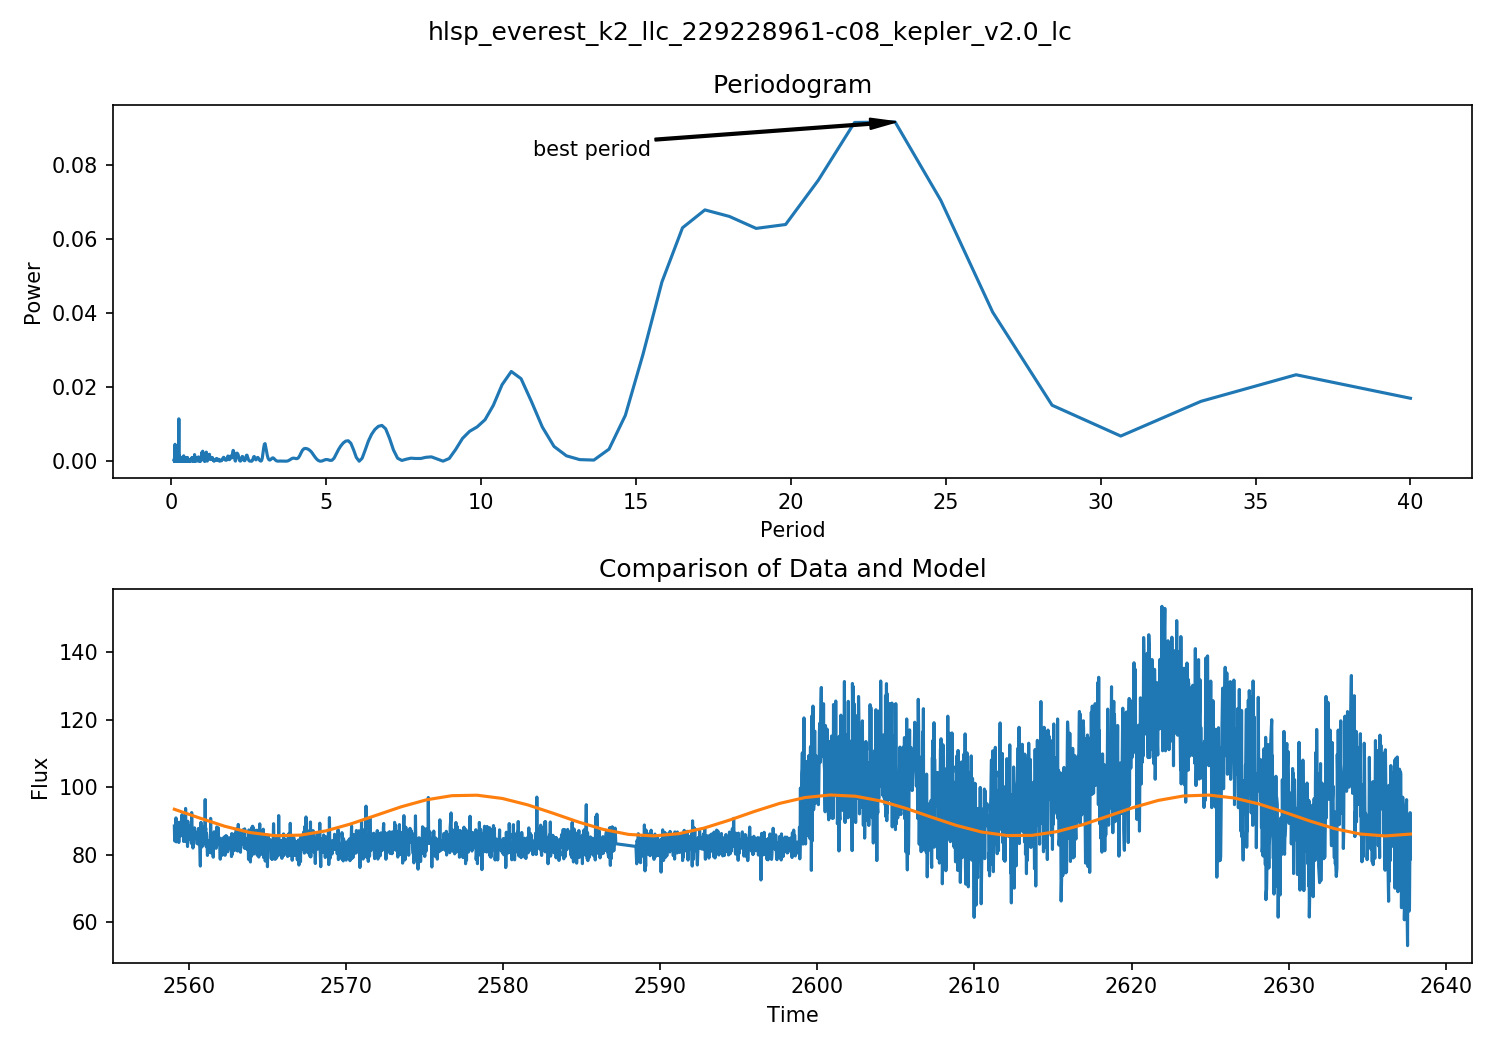 hlsp_everest_k2_llc_229228961-c08_kepler_v2.0_lc
Periodogram
best period
Power
0.08
0.06
0.04
0.02
0.00
0 5 10 15 20 25 30 35 40
Period
Comparison of Data and Model
Flux
140
120
100
80
60
2560 2570 2580 2590 2600 2610 2620 2630 2640
Time